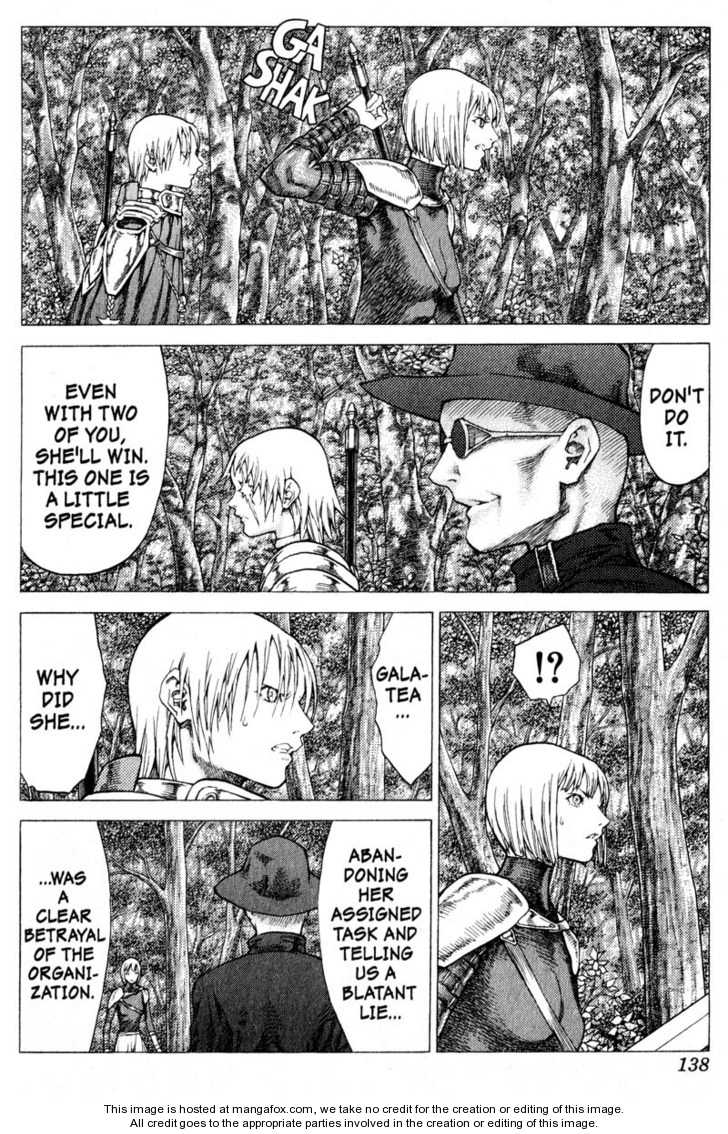 GA
SHAK
DON'T
DO
IT.
EVEN
WITH TWO
OF YOU,
SHE'LL WIN.
THIS ONE IS
A LITTLE
SPECIAL.
!?
GALA-
TEA
...
WHY
DID
SHE...
ABAN-
DONING
HER
ASSIGNED
TASK AND
TELLING
US A
BLATANT
LIE...
...WAS
A
CLEAR
BETRAYAL
OF THE
ORGANI-
ZATION.
138
This image is hosted at mangafox.com, we take no credit for the creation or editing of this image.
All credit goes to the appropriate parties involved in the creation or editing of this image.